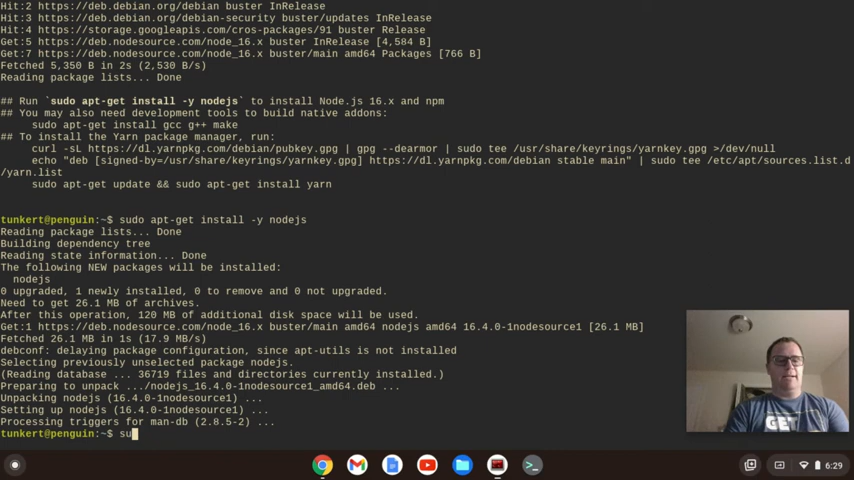 Hit:2 https://deb.debian.org/debian buster InRelease
Hit:3 https://deb.debian.org/debian-security buster/updates InRelease
Hit:4 https://storage.googleapis.com/cros-packages/91 buster Release
Get:5 https://deb.nodesource.com/node_16.x buster InRelease [4,584 B]
Get:7 https://deb.nodesource.com/node_16.x buster/main amd64 Packages [766 B]
Fetched 5,350 B in 2s (2,530 B/s)
Reading package lists... Done
## Run `sudo apt-get install -y nodejs` to install Node.js 16.x and npm
## You may also need development tools to build native addons:
sudo apt-get install gcc g++ make
## To install the Yarn package manager, run:
curl -sL https://dl.yarnpkg.com/debian/pubkey.gpg | gpg --dearmor | sudo tee /usr/share/keyrings/yarnkey.gpg >/dev/null
echo "deb [signed-by=/usr/share/keyrings/yarnkey.gpg] https://dl.yarnpkg.com/debian stable main" | sudo tee /etc/apt/sources.list.d
/yarn.list
sudo apt-get update && sudo apt-get install yarn
tunkert@penguin:~$ sudo apt-get install -y nodejs
Reading package lists... Done
Building dependency tree
Reading state information... Done
The following NEW packages will be installed:
nodejs
0 upgraded, 1 newly installed, 0 to remove and 0 not upgraded.
Need to get 26.1 MB of archives.
After this operation, 120 MB of additional disk space will be used.
Get:1 https://deb.nodesource.com/node_16.x buster/main amd64 nodejs amd64 16.4.0-1nodesource1 [26.1 MB]
Fetched 26.1 MB in 1s (17.9 MB/s)
debconf: delaying package configuration, since apt-utils is not installed
Selecting previously unselected package nodejs.
(Reading database ... 36719 files and directories currently installed.)
Preparing to unpack .../nodejs_16.4.0-1nodesource1_amd64.deb ...
Unpacking nodejs (16.4.0-1nodesource1) ...
Setting up nodejs (16.4.0-1nodesource1) ...
Processing triggers for man-db (2.8.5-2) ...
tunkert@penguin:~$ su
GET
6:29